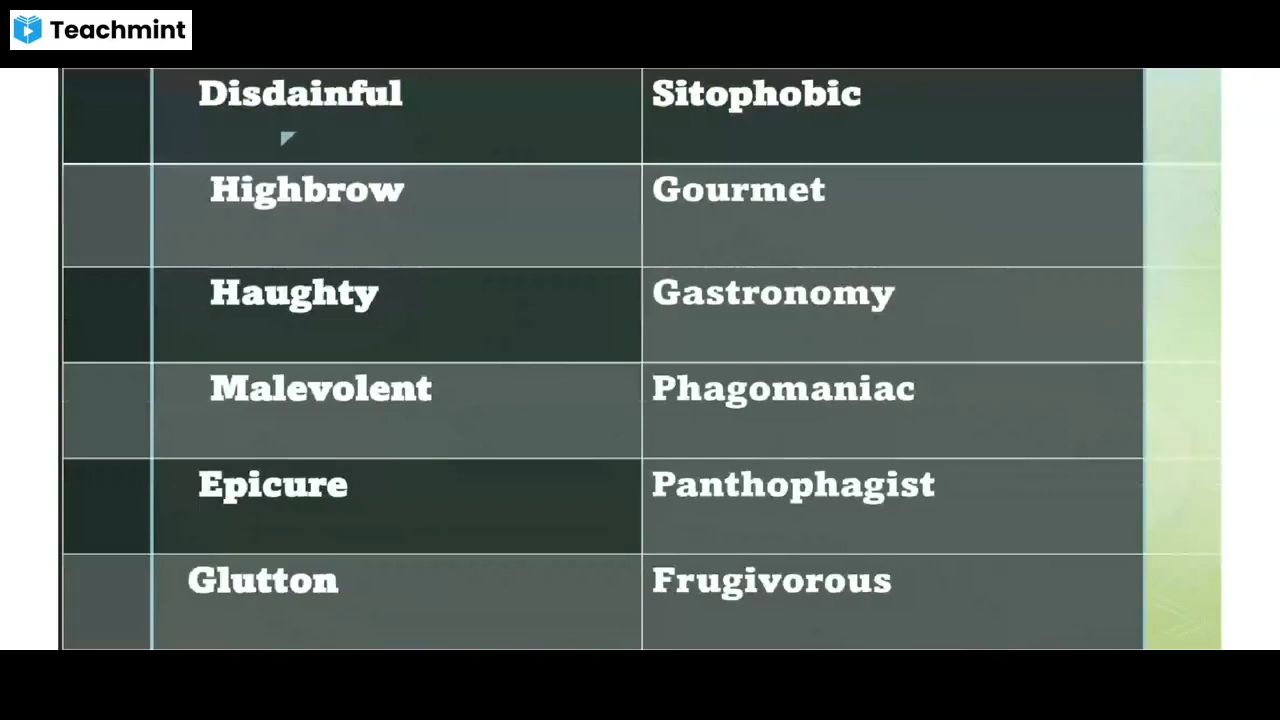 Teachmint
Disdainful Sitophobic
Highbrow Gourmet
Haughty Gastronomy
Malevolent Phagomaniac
Epicure Panthophagist
Glutton Frugivorous